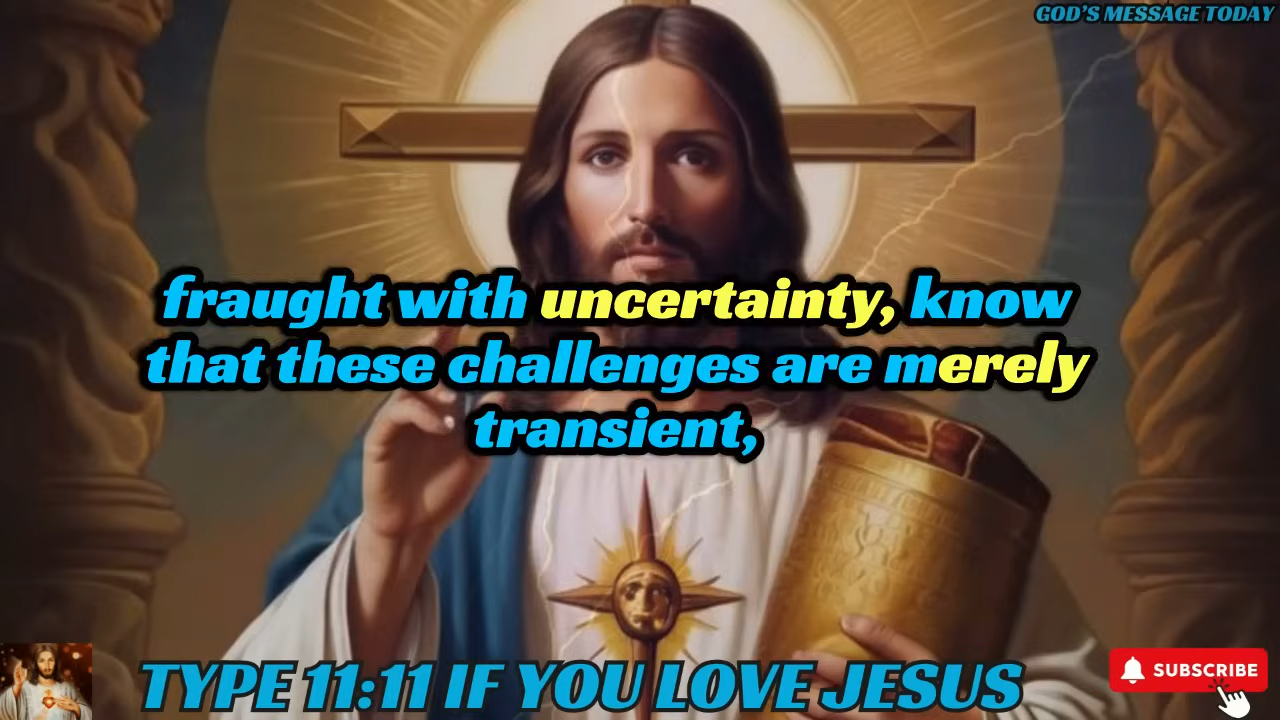 GOD'S MESSAGE TODAY
fraught with uncertainty, know
that these challenges are merely
transient,
TYPE 11:11 IF YOU LOVE JESUS
SUBSCRIBE